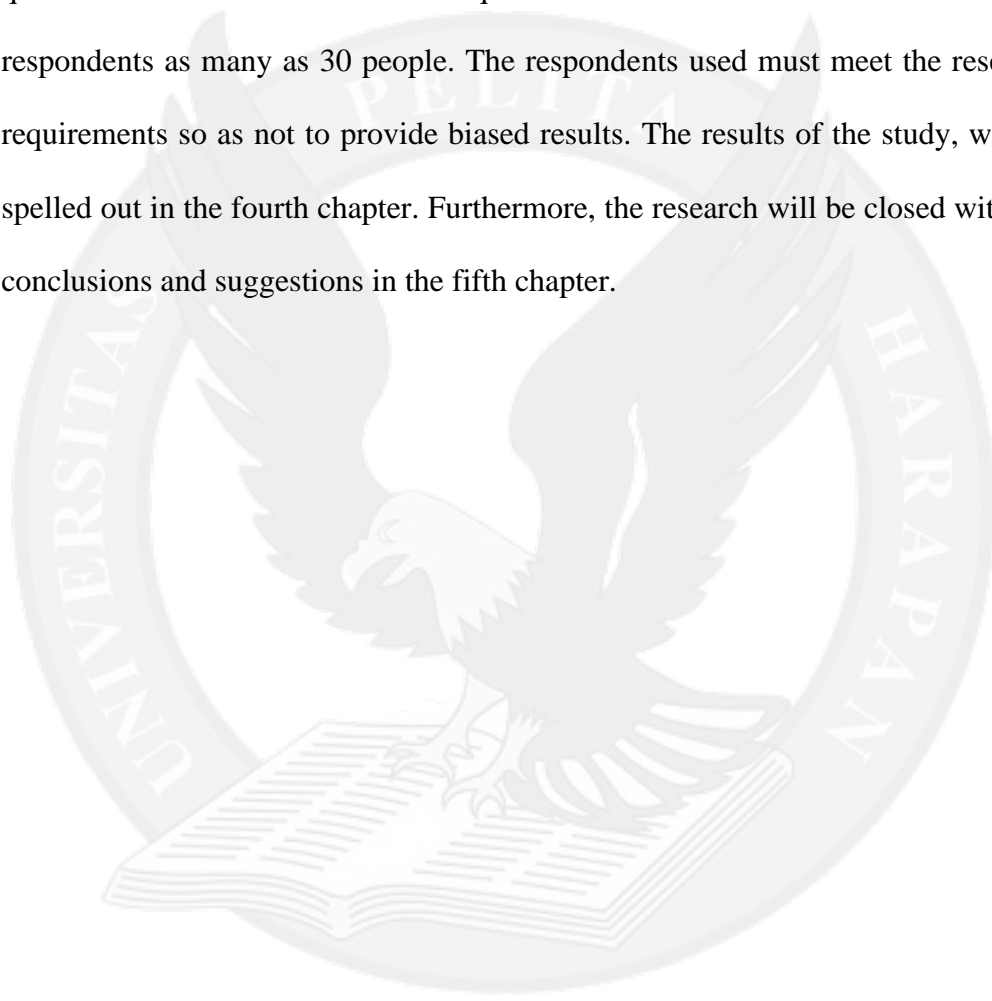 respondents as many as 30 people. The respondents used must meet the
requirements so as not to provide biased results. The results of the study,
spelled out in the fourth chapter. Furthermore, the research will be closed
conclusions and suggestions in the fifth chapter.
UNIVERSITAS PELITA HARAPAN